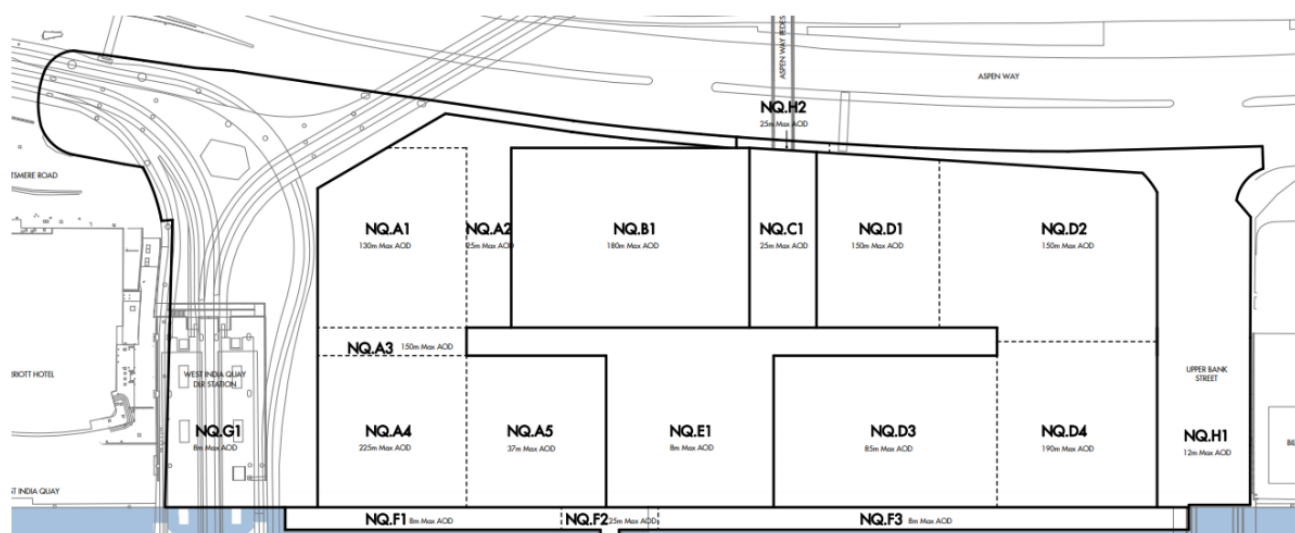 ASPEN WAY PEDES
ASPEN WAY
NQ.H2
25m Max AOD
TSMERE ROAD
NQ.A1
130m Max AOD
NQ.A2
25m Max AOD
NQ.B1
180m Max AOD
NQ.C1
25m Max AOD
NQ.D1
150m Max AOD
NQ.D2
150m Max AOD
NQ.A3 150m Max AOD
RIOTT HOTEL
WEST INDIA QUAY
DLR STATION
UPPER BANK
STREET
NQ.G1
8m Max AOD
NQ.A4
225m Max AOD
NQ.A5
37m Max AOD
NQ.E1
8m Max AOD
NQ.D3
85m Max AOD
NQ.D4
190m Max AOD
NQ.H1
12m Max AOD
ST INDIA QUAY
NQ.F1 8m Max AOD
NQ.F2 25m Max AOD
NQ.F3 8m Max AOD